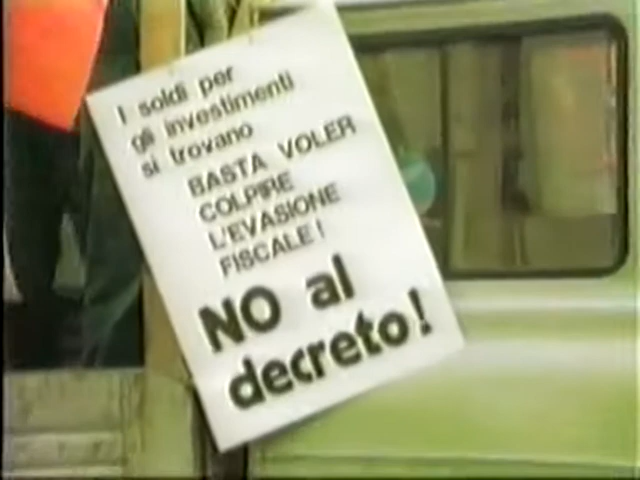 I soldi per
gli investimenti
si trovano
BASTA VOLER
COLPIRE
L'EVASIONE
FISCALE!
NO al
decreto!